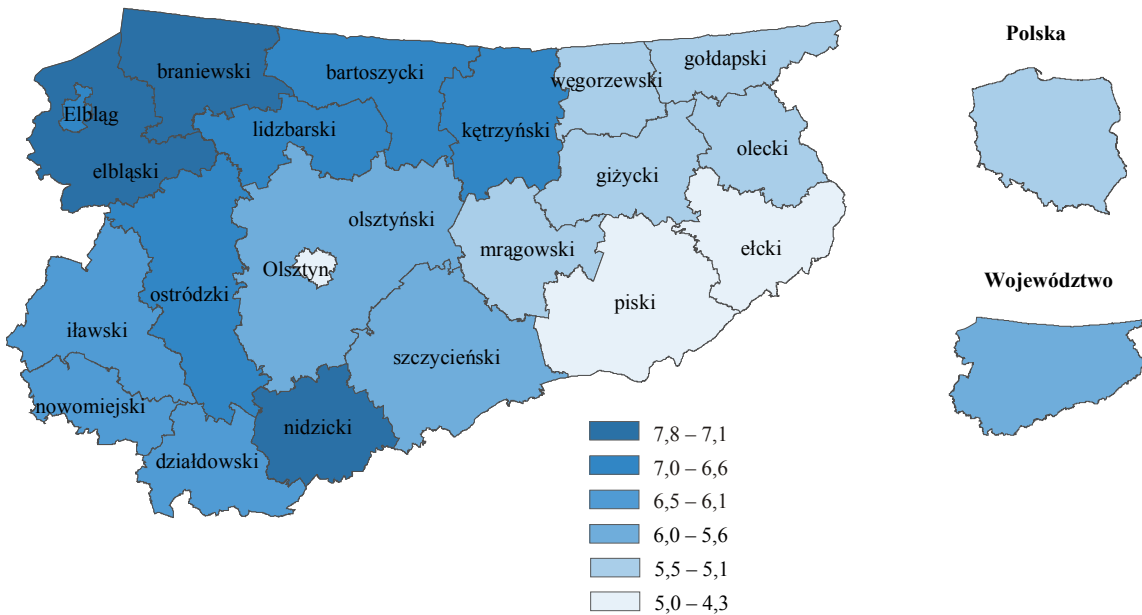 Polska
gołdapski
braniewski
bartoszycki
węgorzewski
Elbląg
lidzbarski
kętrzyński
olecki
elbląski
giżycki
olsztyński
mrągowski
ełcki
Olsztyn
Województwo
ostródzki
piski
iławski
szczycieński
nowomiejski
nidzicki
działdowski
7,8 – 7,1
7,0 – 6,6
6,5 – 6,1
6,0 – 5,6
5,5 – 5,1
5,0 – 4,3